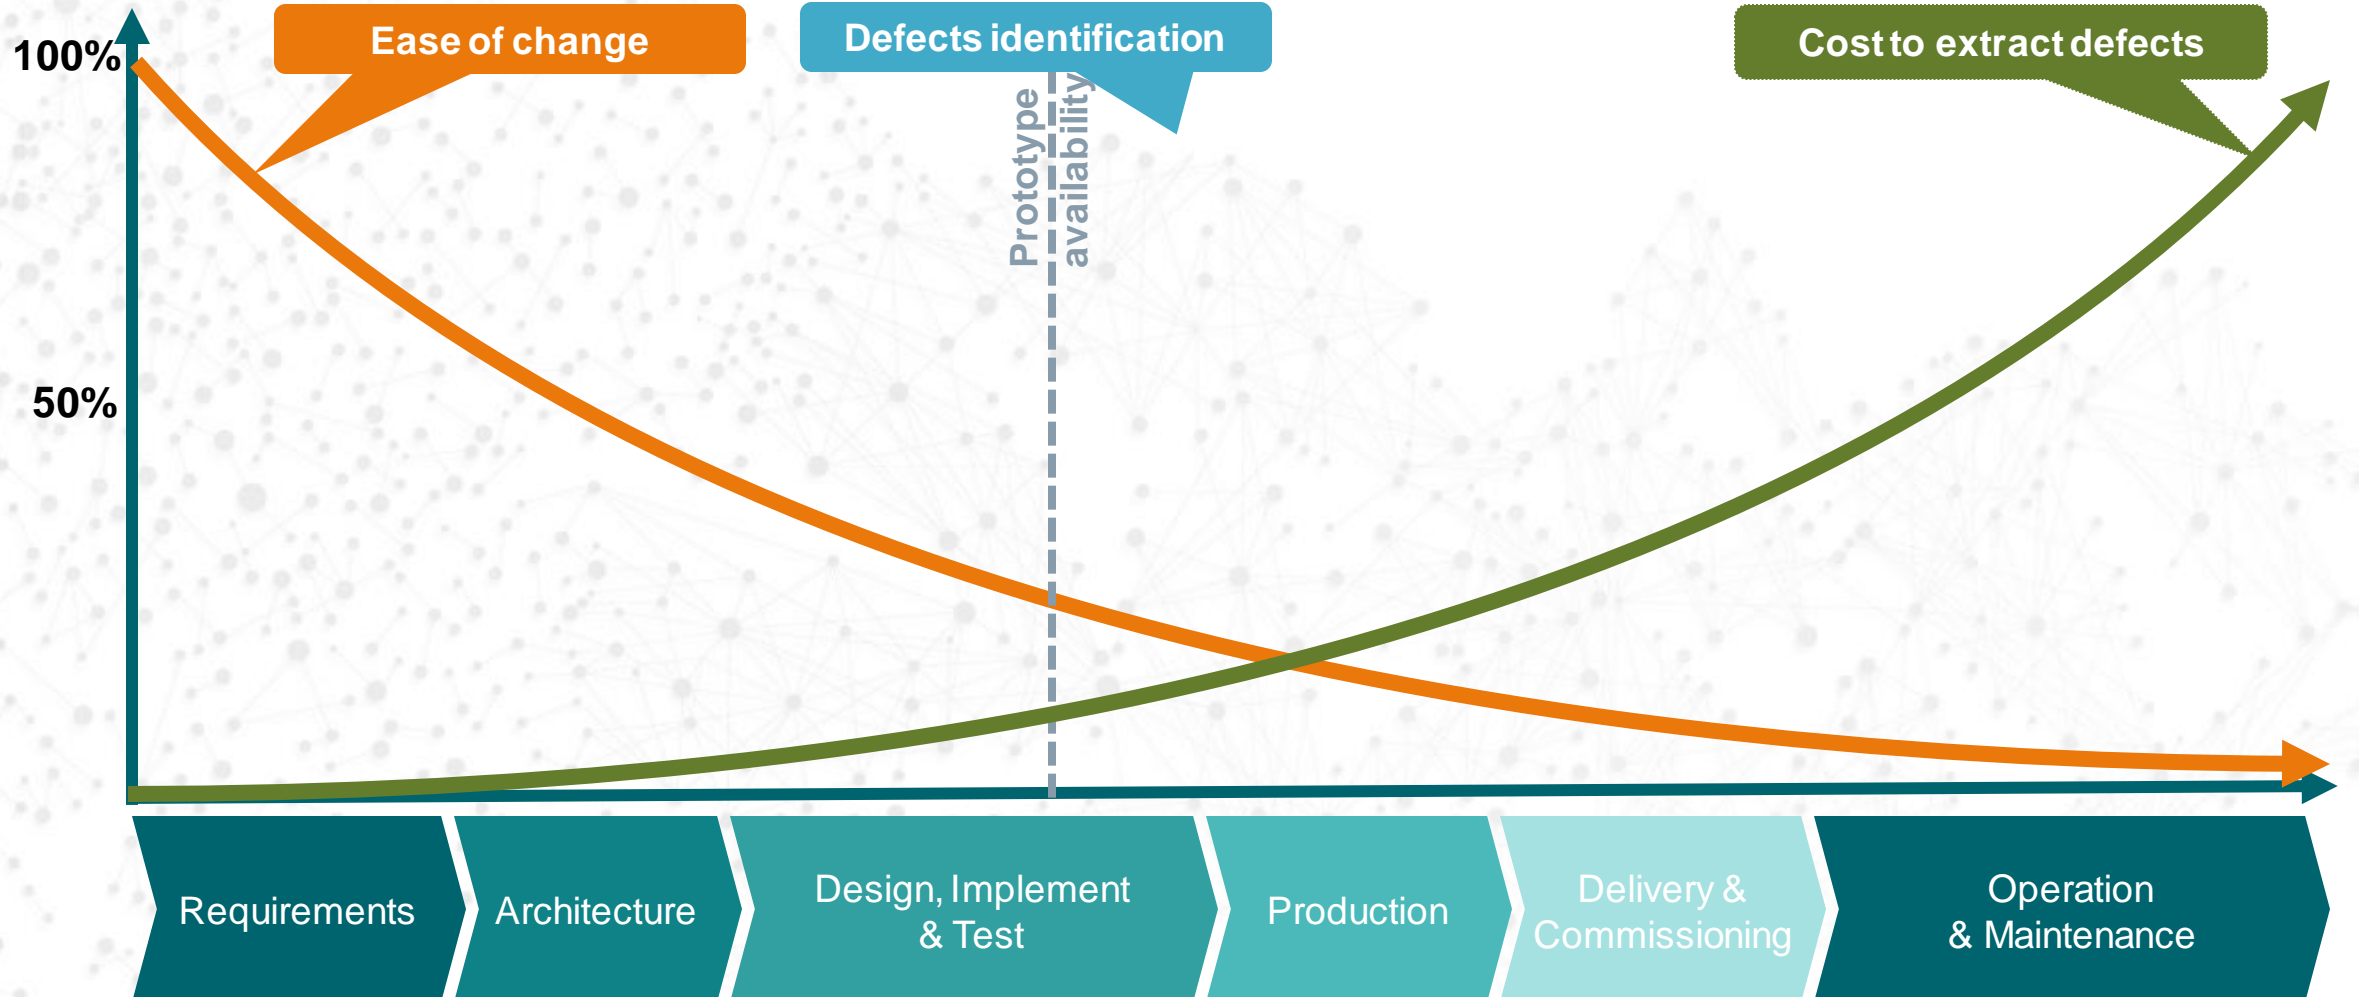 Ease of change
Defects identification
Cost to extract defects
100%
50%
Prototype
availability
Requirements
Architecture
Design, Implement
& Test
Production
Delivery &
Commissioning
Operation
& Maintenance